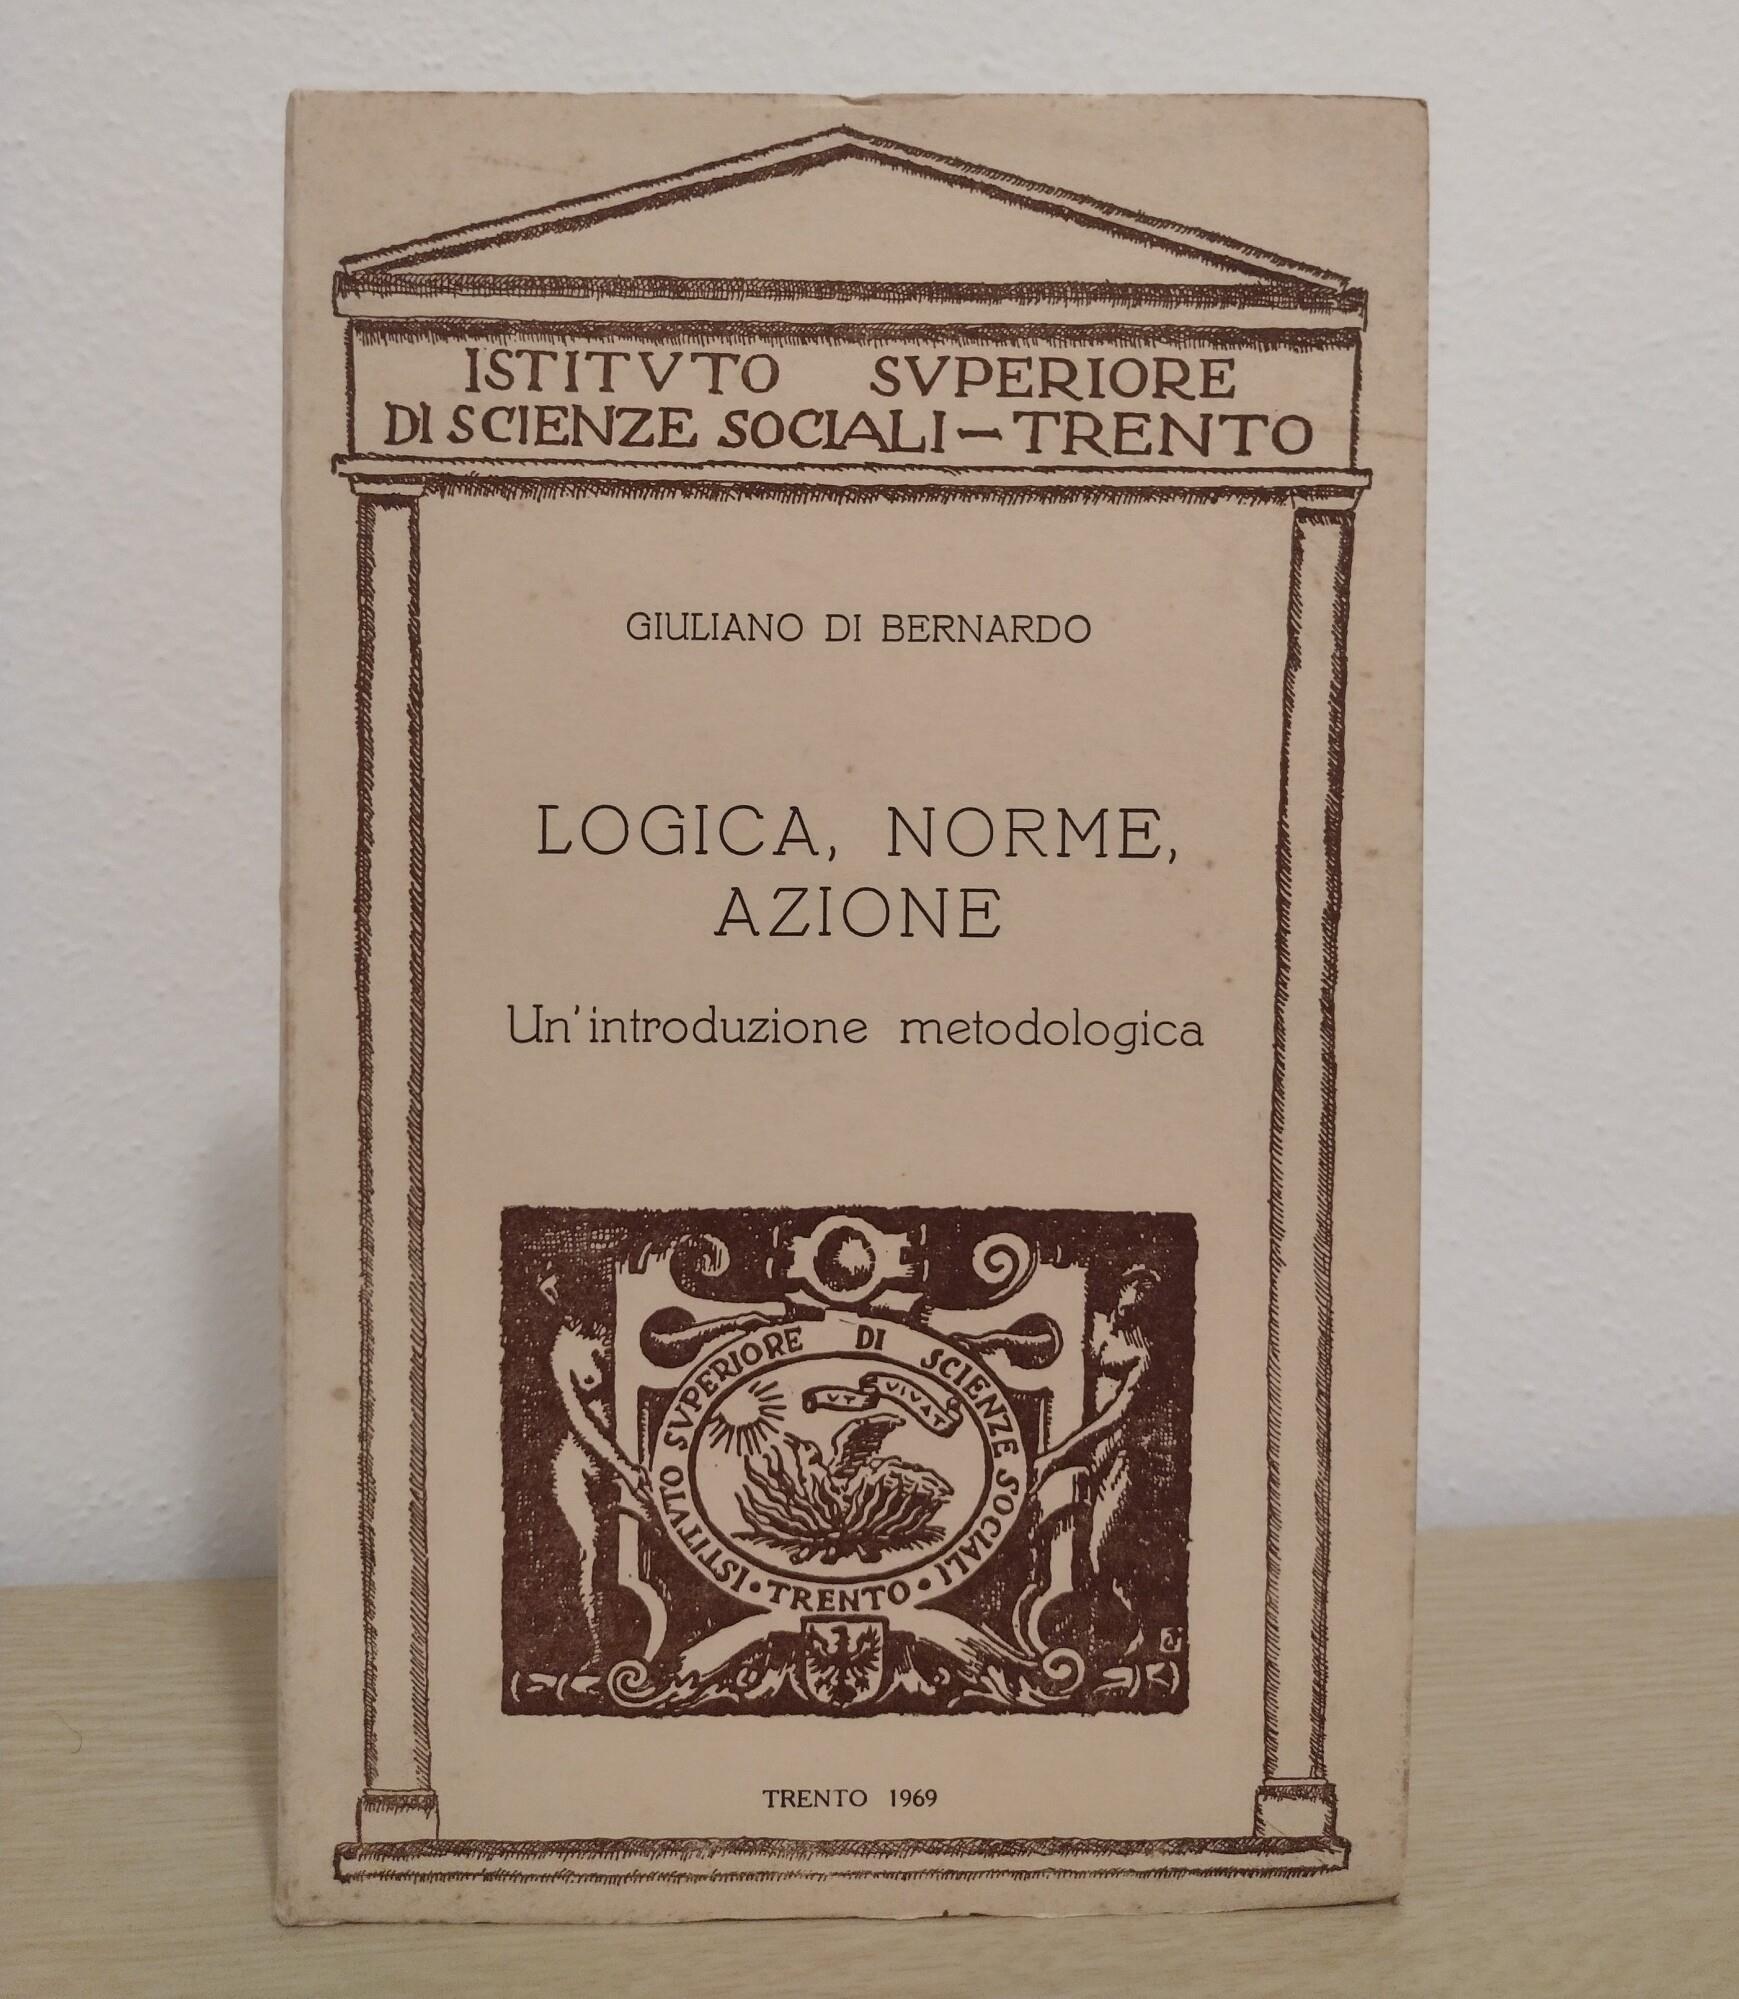 ISTITVTO SVPERIORE
DI SCIENZE SOCIALI – TRENTO
GIULIANO DI BERNARDO
LOGICA, NORME,
AZIONE
Un'introduzione metodologica
ISTITVTO SVPERIORE DI SCIENZE SOCIALI • TRENTO •
VT VIVAT
TRENTO 1969